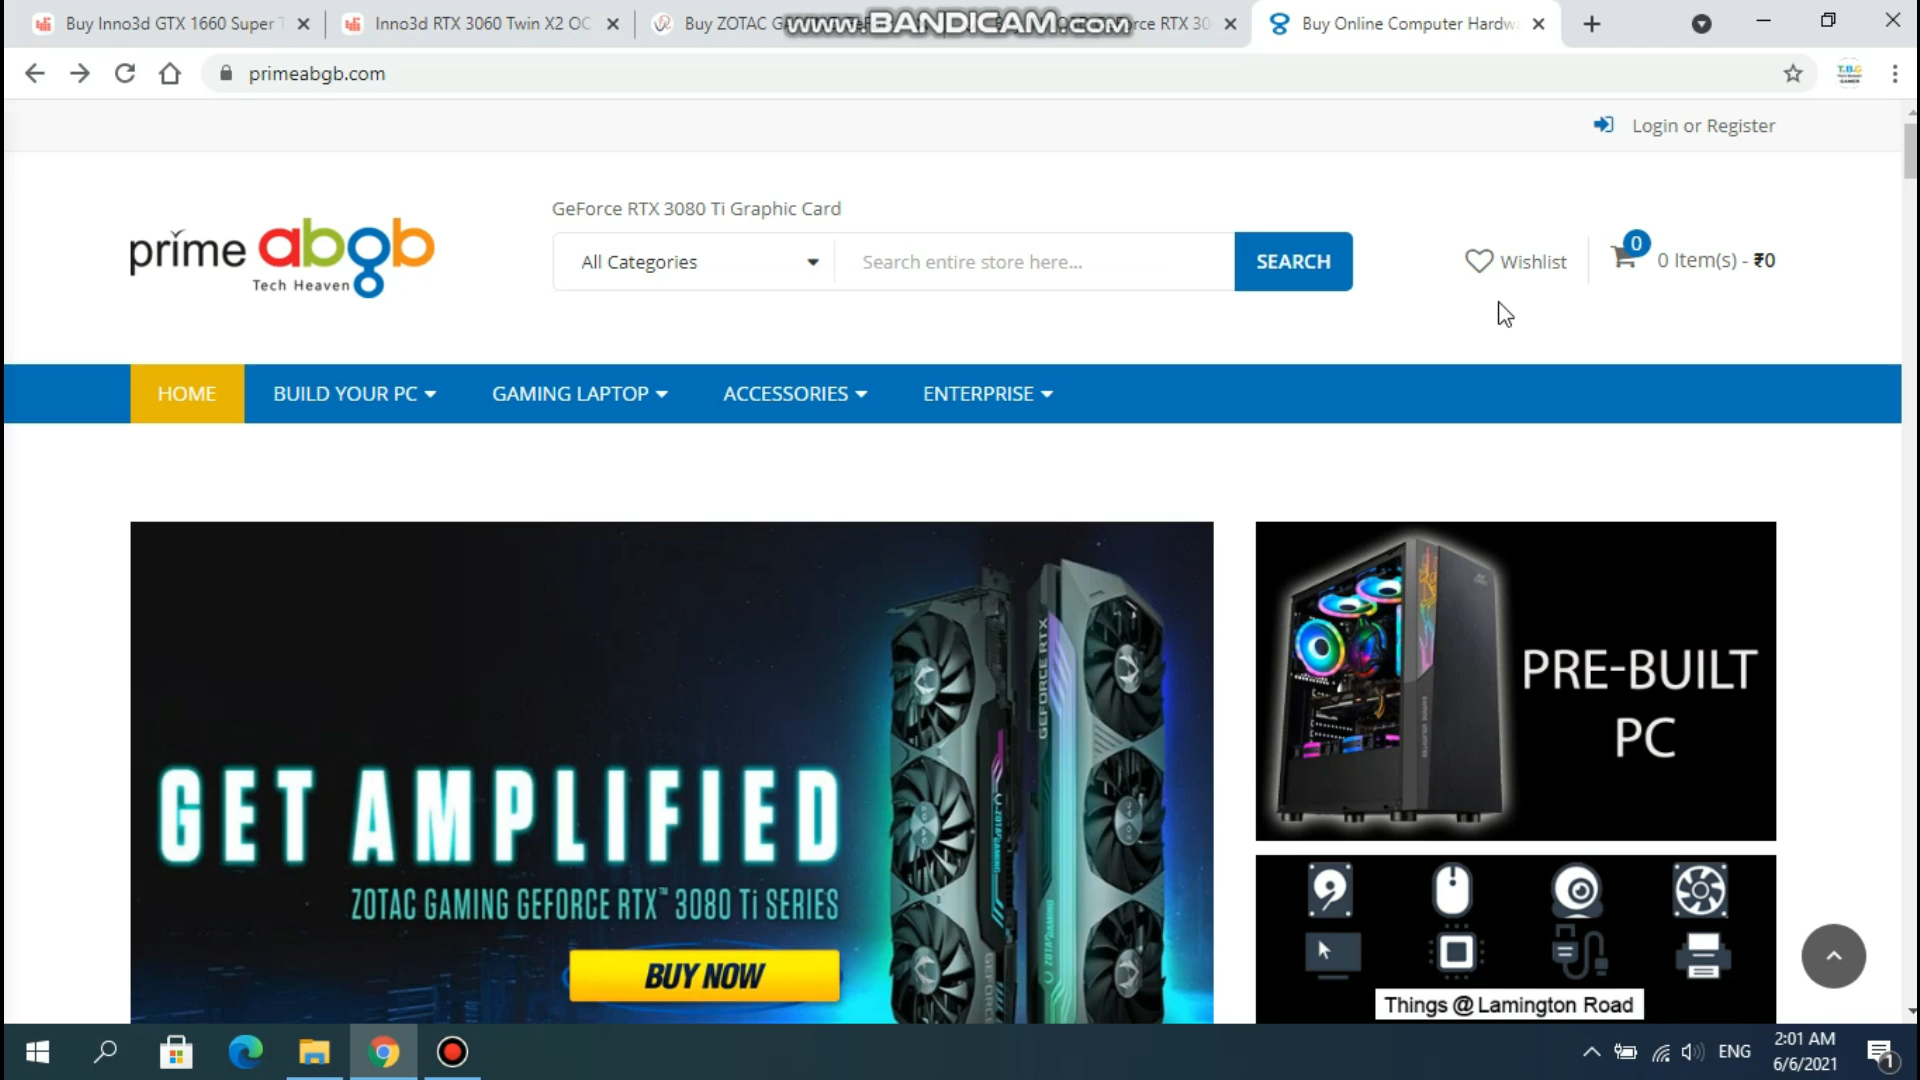 Buy Inno3d GTX 1660 Super
Inno3d RTX 3060 Twin X2 OC
Buy ZOTAC
www.BANDICAM.com
RTX 30
Buy Online Computer Hardw
primeabgb.com
T.B.G
GAMER
Login or Register
prime abgb
Tech Heaven
GeForce RTX 3080 Ti Graphic Card
All Categories
Search entire store here...
SEARCH
Wishlist
0
0 Item(s) - ₹0
HOME
BUILD YOUR PC
GAMING LAPTOP
ACCESSORIES
ENTERPRISE
GET AMPLIFIED
ZOTAC GAMING GEFORCE RTX™ 3080 Ti SERIES
BUY NOW
GEFORCE RTX
ZOTAC GAMING
PRE-BUILT
PC
Things @ Lamington Road
ENG
2:01 AM
6/6/2021
1